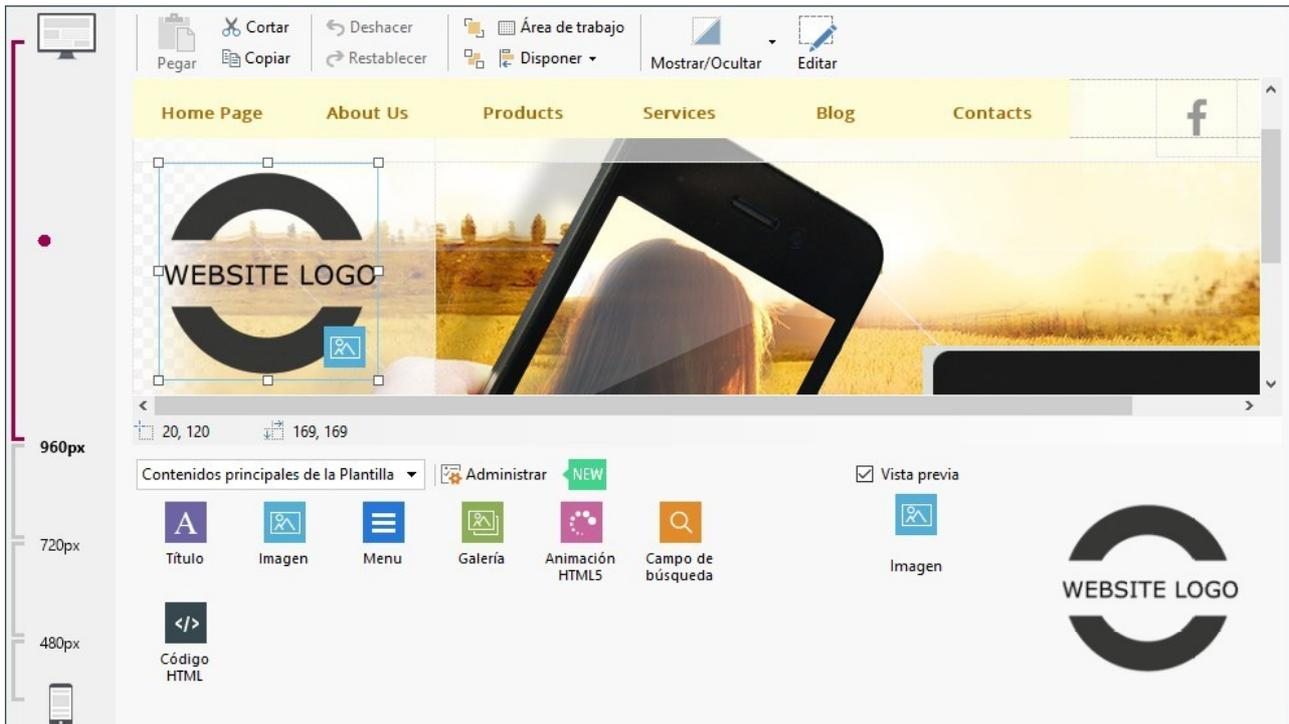 Pegar
Cortar
Copiar
Deshacer
Restablecer
Área de trabajo
Disponer
Mostrar/Ocultar
Editar
Home Page About Us Products Services Blog Contacts
f
WEBSITE LOGO
20, 120 169, 169
960px
720px
480px
Contenidos principales de la Plantilla
Administrar
NEW
Vista previa
A
Título
Imagen
Menu
Galería
Animación
HTML5
Campo de
búsqueda
</>
Código
HTML
Imagen
WEBSITE LOGO